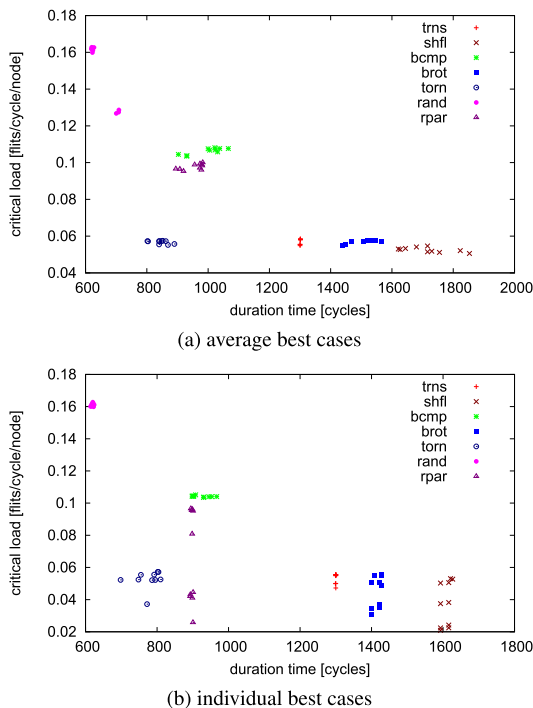 0.18
0.16
0.14
0.12
0.1
0.08
0.06
0.04
critical load [flits/cycle/node]
trns
shfl
bcmp
brot
torn
rand
rpar
600 800 1000 1200 1400 1600 1800 2000
duration time [cycles]
(a) average best cases
0.18
0.16
0.14
0.12
0.1
0.08
0.06
0.04
0.02
critical load [flits/cycle/node]
trns
shfl
bcmp
brot
torn
rand
rpar
600 800 1000 1200 1400 1600 1800
duration time [cycles]
(b) individual best cases